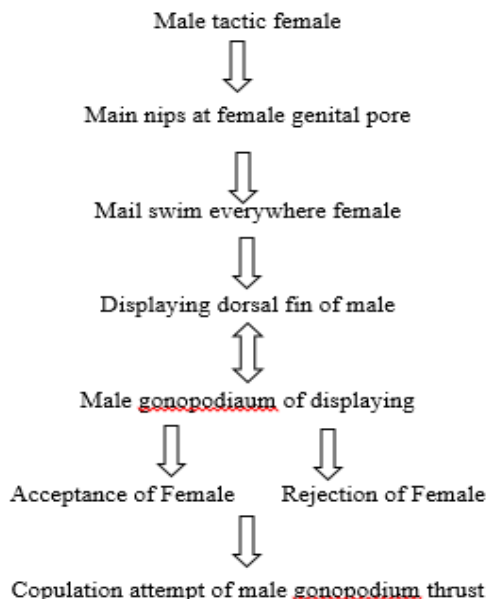 Male tactic female
Main nips at female genital pore
Mail swim everywhere female
Displaying dorsal fin of male
Male gonopodiaum of displaying
Acceptance of Female Rejection of Female
Copulation attempt of male gonopodium thrust